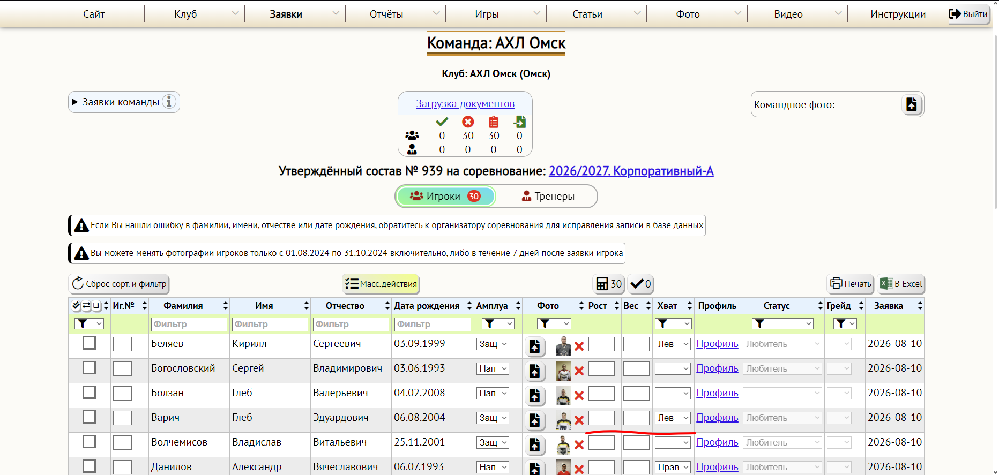 Сайт Клуб Заявки Отчёты Игры Статьи Фото Видео Инструкции Выйти
Команда: АХЛ Омск
Клуб: АХЛ Омск (Омск)
Заявки команды
Загрузка документов
0 30 30 0
0 0 0 0
Командное фото:
Утверждённый состав № 939 на соревнование: 2026/2027. Корпоративный-А
Игроки 30 Тренеры
Если Вы нашли ошибку в фамилии, имени, отчестве или дате рождения, обратитесь к организатору соревнования для исправления записи в базе данных
Вы можете менять фотографии игроков только с 01.08.2024 по 31.10.2024 включительно, либо в течение 7 дней после заявки игрока
Сброс сорт. и фильтр Масс.действия 30 0 Печать В Excel
Иг.№ Фамилия Имя Отчество Дата рождения Амплуа Фото Рост Вес Хват Профиль Статус Грейд Заявка
Фильтр Фильтр Фильтр Фильтр
Беляев Кирилл Сергеевич 03.09.1999 Защ Лев Профиль Любитель 2026-08-10
Богословский Сергей Владимирович 03.06.1993 Нап Профиль Любитель 2026-08-10
Болзан Глеб Валерьевич 04.02.2008 Нап Профиль 2026-08-10
Варич Глеб Эдуардович 06.08.2004 Защ Лев Профиль Любитель 2026-08-10
Волчемисов Владислав Витальевич 25.11.2001 Защ Профиль Любитель 2026-08-10
Данилов Александр Вячеславович 06.07.1993 Нап Прав Профиль Любитель 2026-08-10